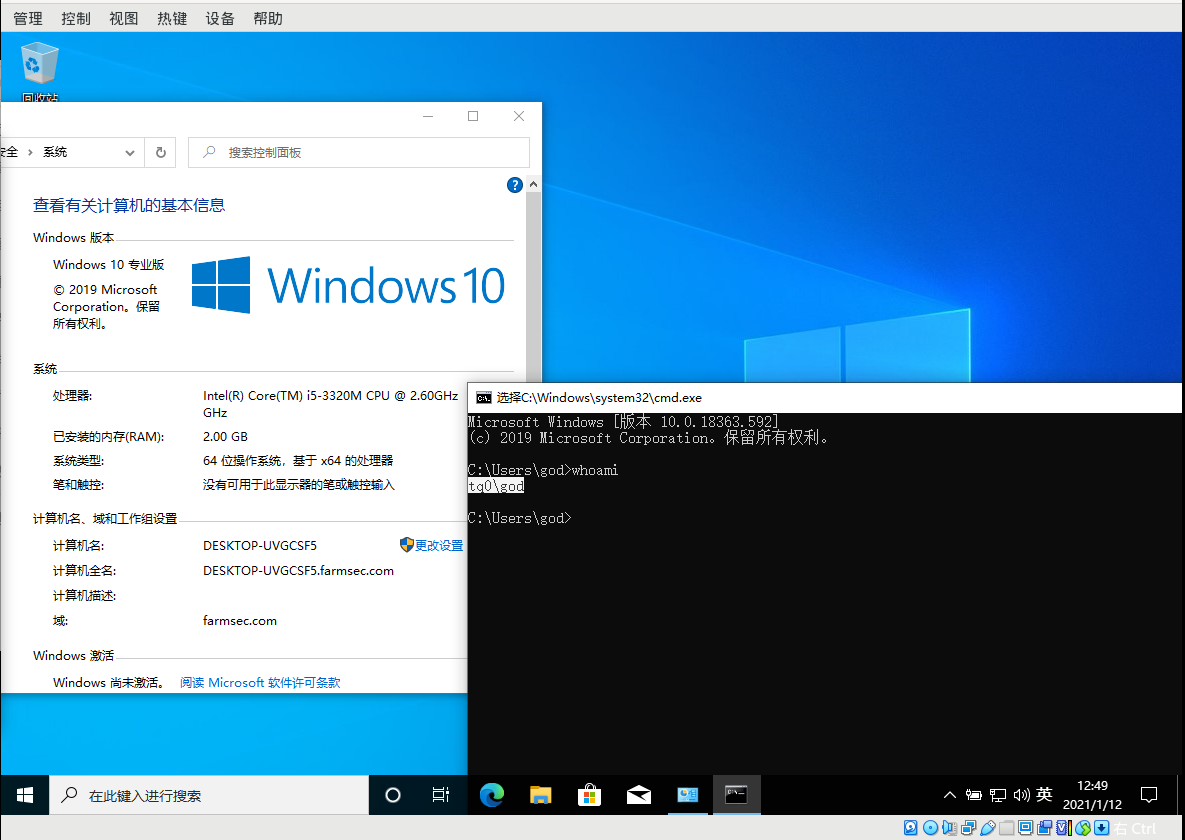 管理 控制 视图 热键 设备 帮助
回收站
安全 › 系统
搜索控制面板
?
查看有关计算机的基本信息
Windows 版本
Windows 10 专业版
© 2019 Microsoft
Corporation。保留
所有权利。
Windows 10
系统
处理器:
Intel(R) Core(TM) i5-3320M CPU @ 2.60GHz
GHz
已安装的内存(RAM):
2.00 GB
系统类型:
64 位操作系统，基于 x64 的处理器
笔和触控:
没有可用于此显示器的笔或触控输入
计算机名、域和工作组设置
计算机名:
DESKTOP-UVGCSF5
更改设置
计算机全名:
DESKTOP-UVGCSF5.farmsec.com
计算机描述:
域:
farmsec.com
Windows 激活
Windows 尚未激活。 阅读 Microsoft 软件许可条款
选择C:\Windows\system32\cmd.exe
Microsoft Windows [版本 10.0.18363.592]
(c) 2019 Microsoft Corporation。保留所有权利。
C:\Users\god>whoami
tq0\god
C:\Users\god>
在此键入进行搜索
英
12:49
2021/1/12
右 Ctrl